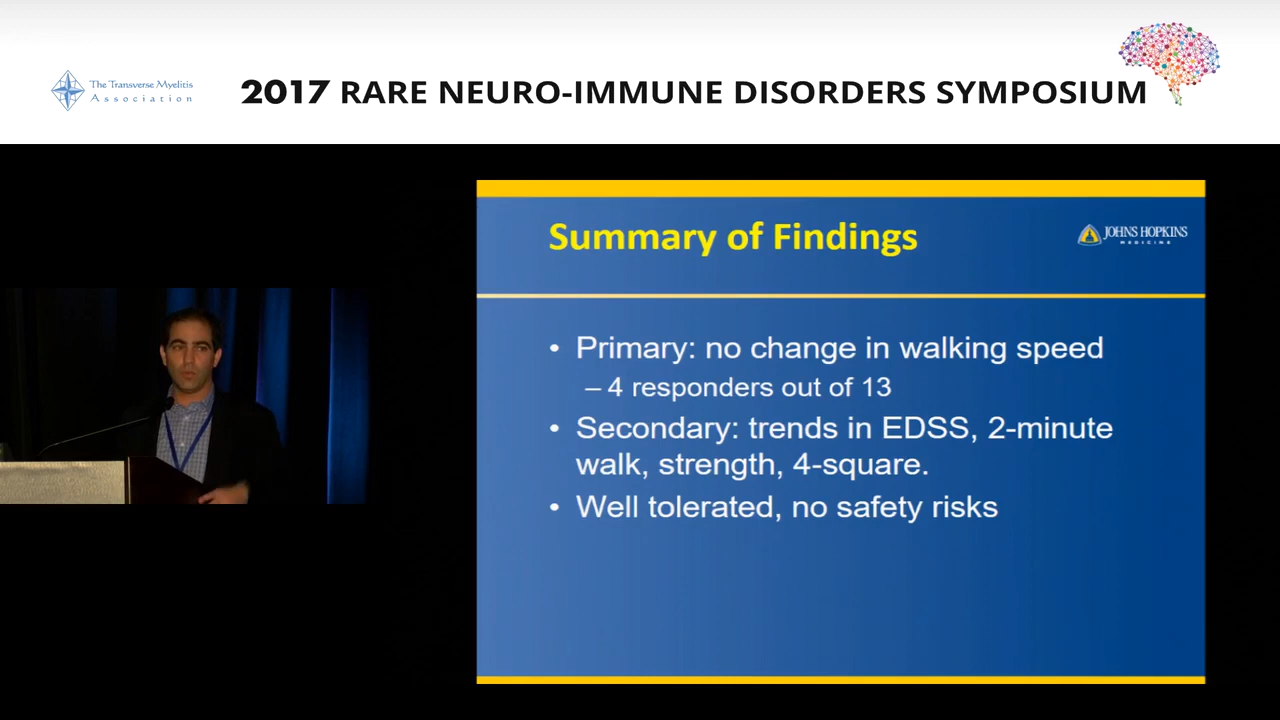 The Transverse Myelitis
Association
2017 RARE NEURO-IMMUNE DISORDERS SYMPOSIUM
Summary of Findings
JOHNS HOPKINS
MEDICINE
• Primary: no change in walking speed
– 4 responders out of 13
• Secondary: trends in EDSS, 2-minute
walk, strength, 4-square.
• Well tolerated, no safety risks